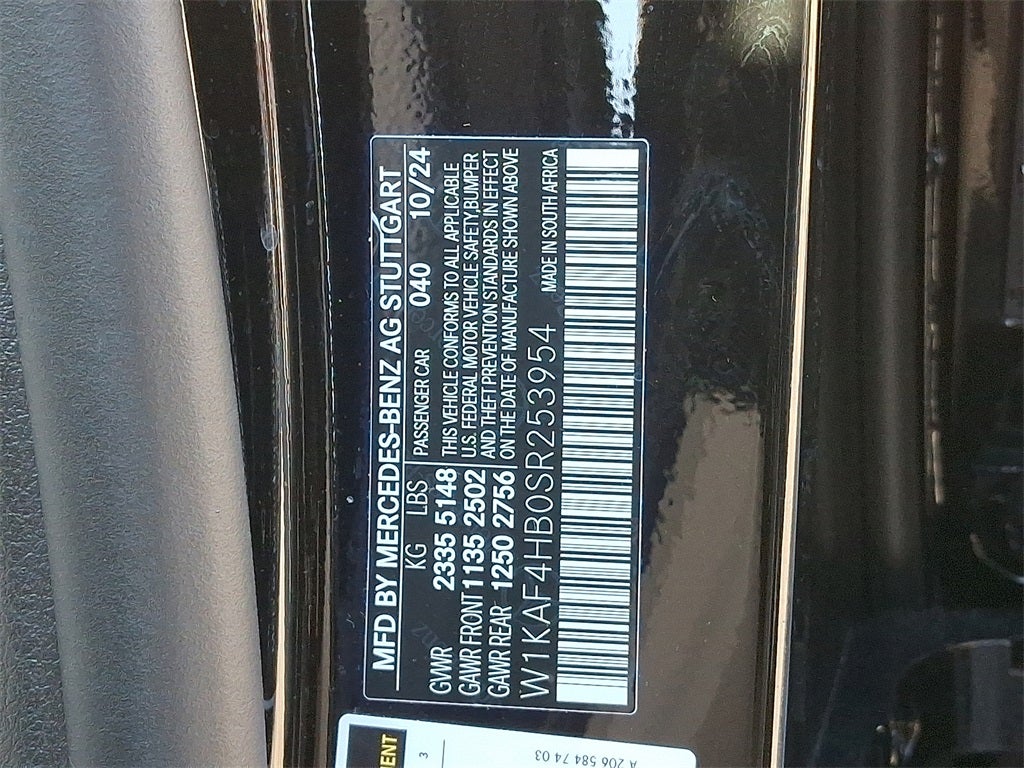 MFD BY MERCEDES-BENZ AG STUTTGART
KG LBS
GVWR 2335 5148
GAWR FRONT 1135 2502
GAWR REAR 1250 2756
PASSENGER CAR 040 10/24
THIS VEHICLE CONFORMS TO ALL APPLICABLE
U.S. FEDERAL MOTOR VEHICLE SAFETY,BUMPER
AND THEFT PREVENTION STANDARDS IN EFFECT
ON THE DATE OF MANUFACTURE SHOWN ABOVE
W1KAF4HB0SR253954
MADE IN SOUTH AFRICA
3
A 206 584 74 03